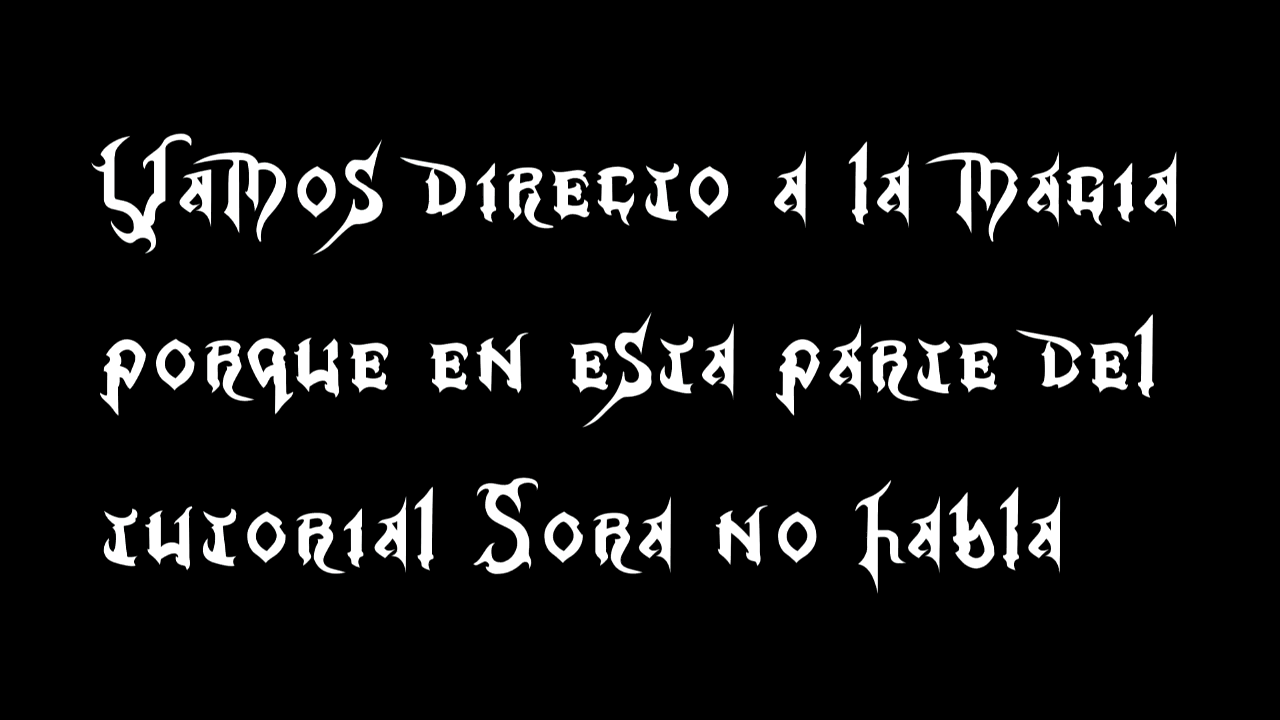 Vamos directo a la magia
porque en esta parte del
tutorial Sora no habla